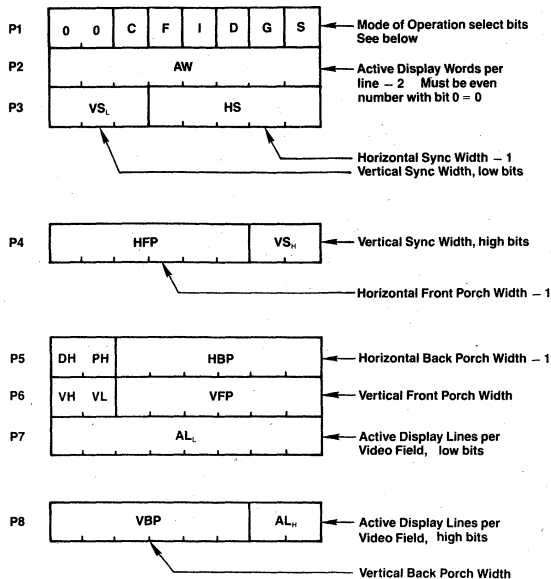 P1 0 0 C F I D G S Mode of Operation select bits
See below
P2 AW Active Display Words per
line – 2 Must be even
number with bit 0 = 0
P3 VSL HS
Horizontal Sync Width – 1
Vertical Sync Width, low bits
P4 HFP VSH Vertical Sync Width, high bits
Horizontal Front Porch Width – 1
P5 DH PH HBP Horizontal Back Porch Width – 1
P6 VH VL VFP Vertical Front Porch Width
P7 ALL Active Display Lines per
Video Field, low bits
P8 VBP ALH Active Display Lines per
Video Field, high bits
Vertical Back Porch Width